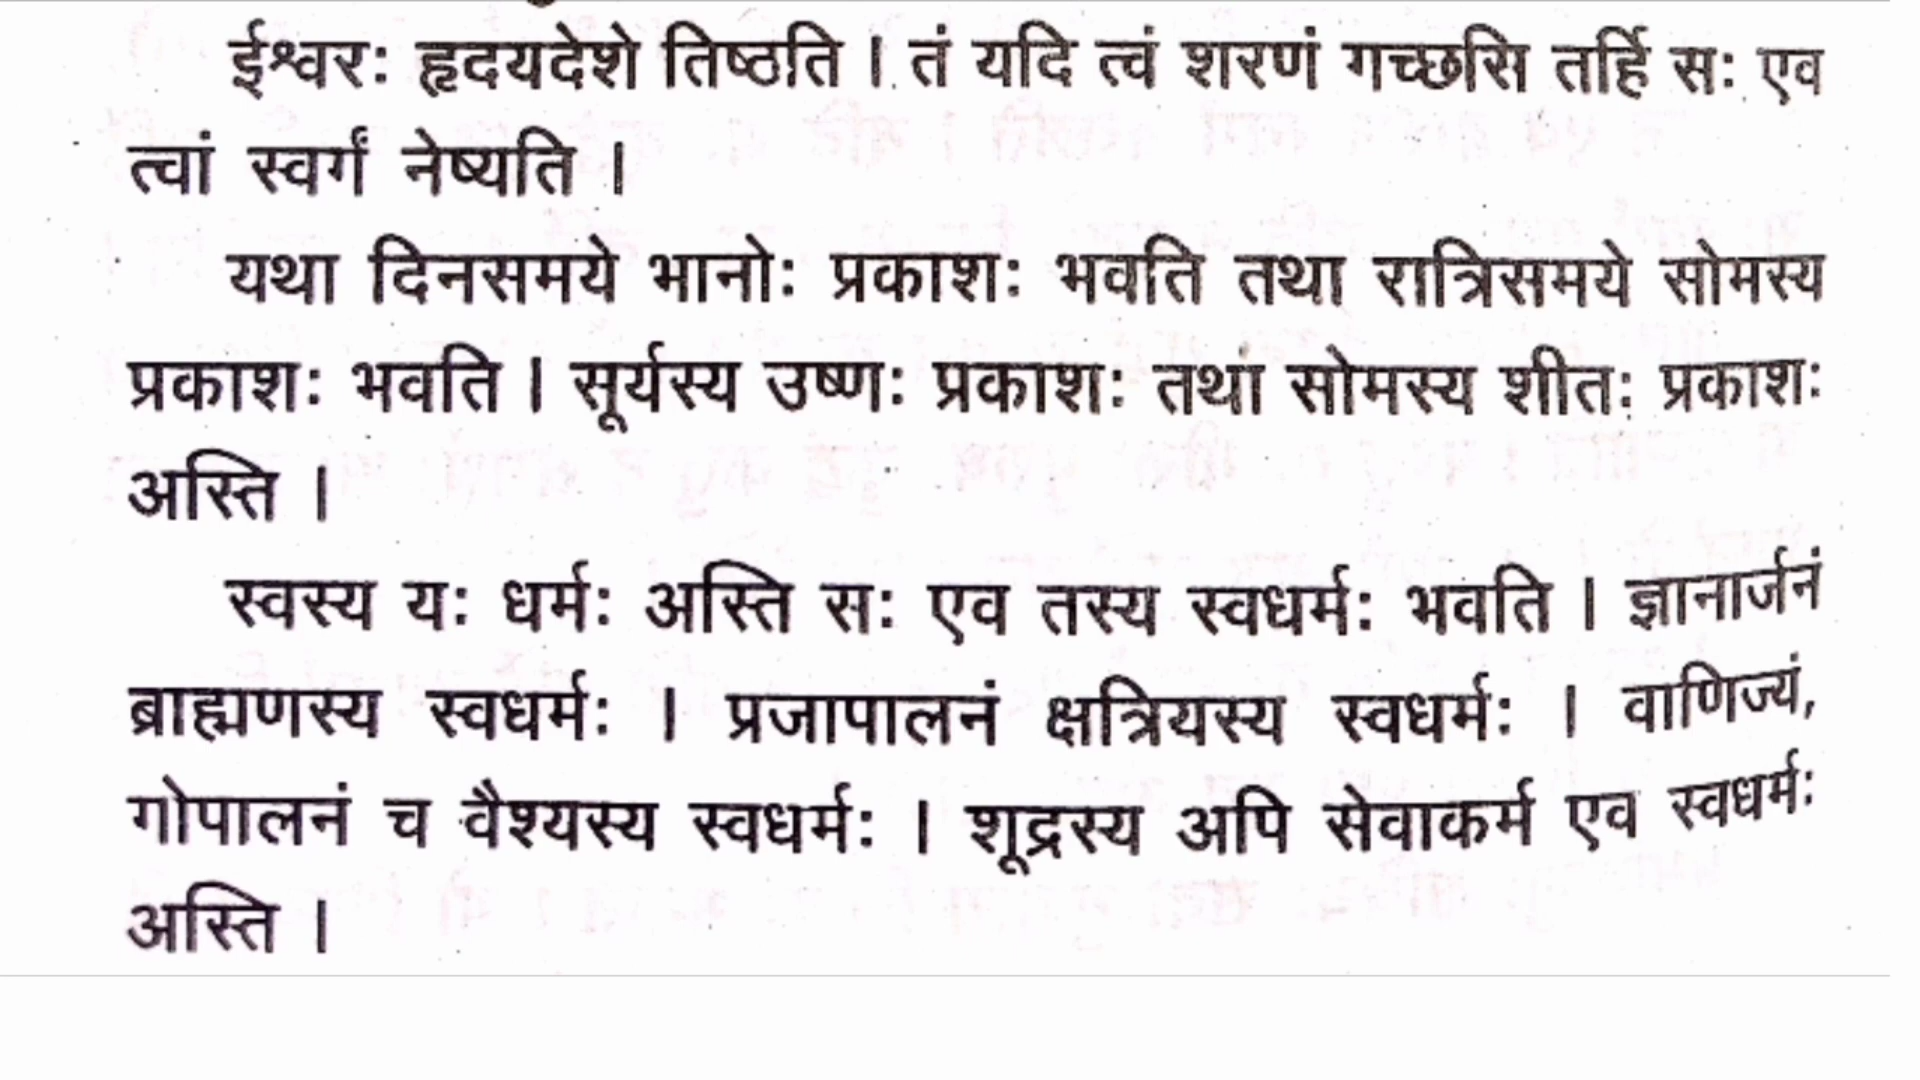 ईश्वरः हृदयदेशे तिष्ठति । तं यदि त्वं शरणं गच्छसि तर्हि सः एव
त्वां स्वर्गं नेष्यति ।
यथा दिनसमये भानोः प्रकाशः भवति तथा रात्रिसमये सोमस्य
प्रकाशः भवति । सूर्यस्य उष्णः प्रकाशः तथा सोमस्य शीतः प्रकाशः
अस्ति ।
स्वस्य यः धर्मः अस्ति सः एव तस्य स्वधर्मः भवति । ज्ञानार्जनं
ब्राह्मणस्य स्वधर्मः । प्रजापालनं क्षत्रियस्य स्वधर्मः । वाणिज्यं,
गोपालनं च वैश्यस्य स्वधर्मः । शूद्रस्य अपि सेवाकर्म एव स्वधर्मः
अस्ति ।